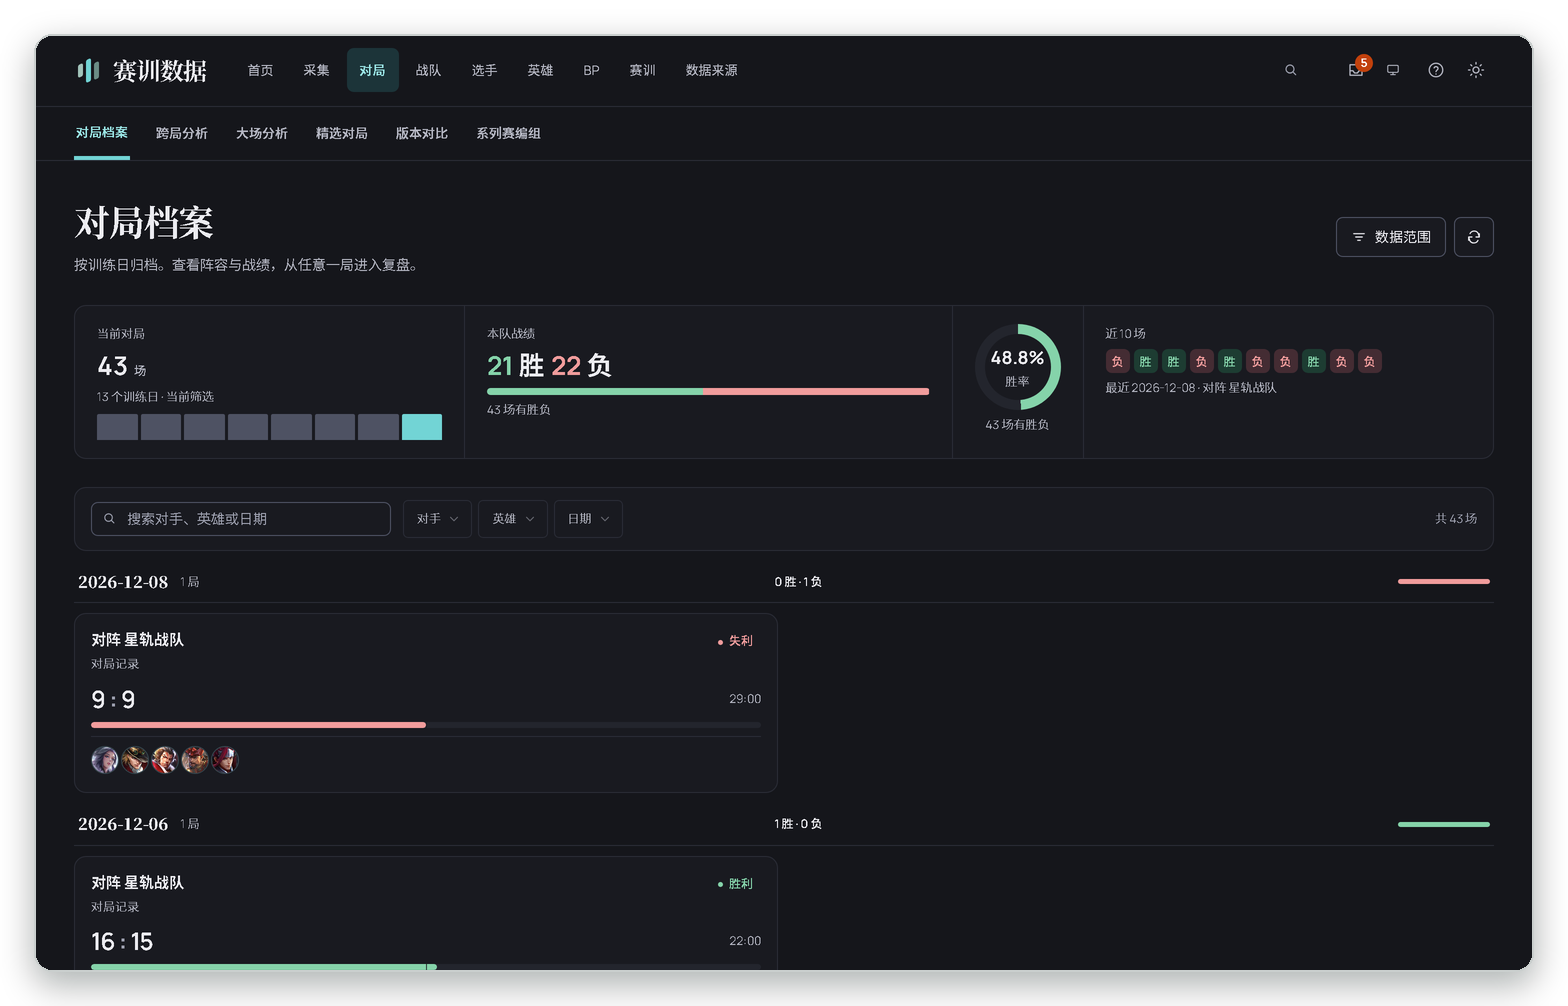 赛训数据 首页 采集 对局 战队 选手 英雄 BP 赛训 数据来源 5
对局档案 跨局分析 大场分析 精选对局 版本对比 系列赛编组
对局档案
按训练日归档。查看阵容与战绩，从任意一局进入复盘。
数据范围
当前对局
43 场
13 个训练日 · 当前筛选
本队战绩
21 胜 22 负
43 场有胜负
48.8%
胜率
43 场有胜负
近 10 场
负 胜 胜 负 胜 负 负 胜 负 负
最近 2026-12-08 · 对阵 星轨战队
搜索对手、英雄或日期 对手 英雄 日期 共 43 场
2026-12-08 1 局 0 胜 · 1 负
对阵 星轨战队 失利
对局记录
9 : 9 29:00
2026-12-06 1 局 1 胜 · 0 负
对阵 星轨战队 胜利
对局记录
16 : 15 22:00